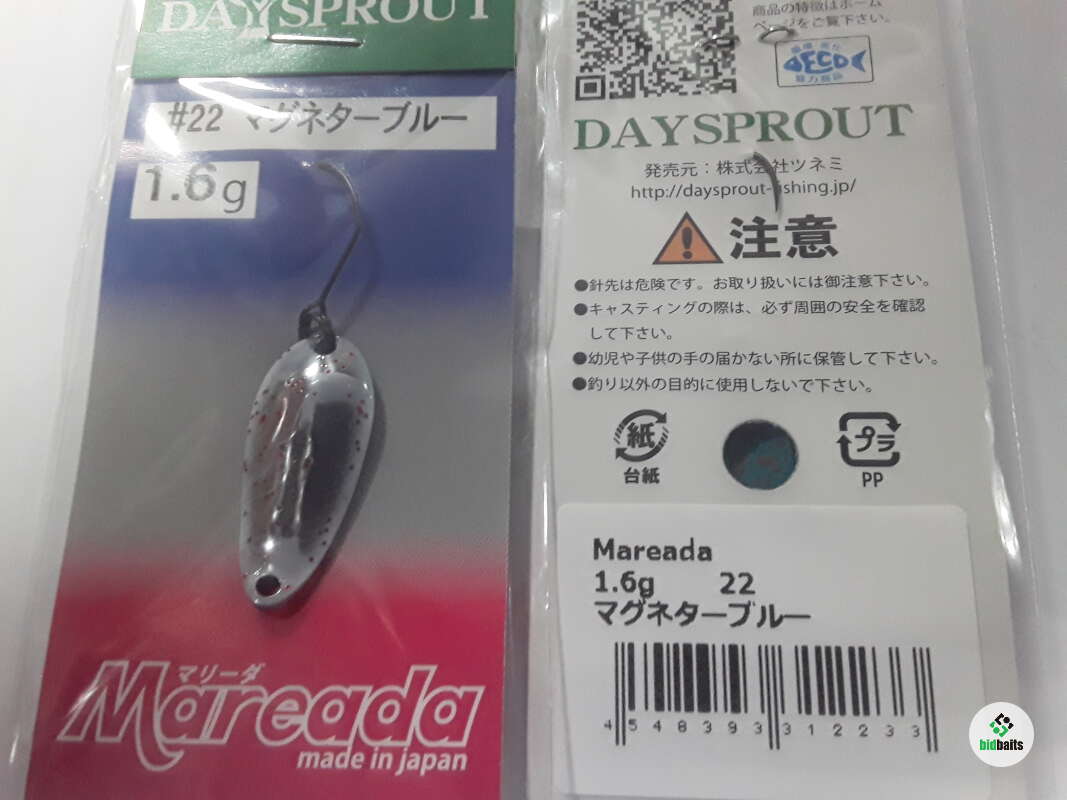 DAYSPROUT
#22 マグネターブルー
1.6g
マリーダ
Mareada
made in japan
商品の特徴はホーム
ページをご覧下さい。
ECO
協力商品
DAYSPROUT
発売元：株式会社ツネミ
http://daysprout-fishing.jp/
注意
●針先は危険です。お取り扱いには御注意下さい。
●キャスティングの際は、必ず周囲の安全を確認
して下さい。
●幼児や子供の手の届かない所に保管して下さい。
●釣り以外の目的に使用しないで下さい。
紙
台紙
プラ
PP
Mareada
1.6g 22
マグネターブルー
4 548393 312233
bidbaits